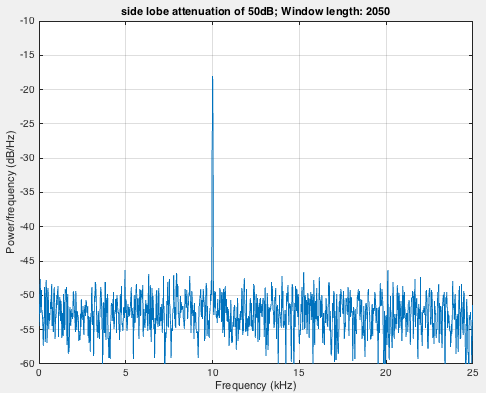 side lobe attenuation of 50dB; Window length: 2050
-10
-15
-20
-25
-30
-35
-40
-45
-50
-55
-60
Power/frequency (dB/Hz)
0 5 10 15 20 25
Frequency (kHz)